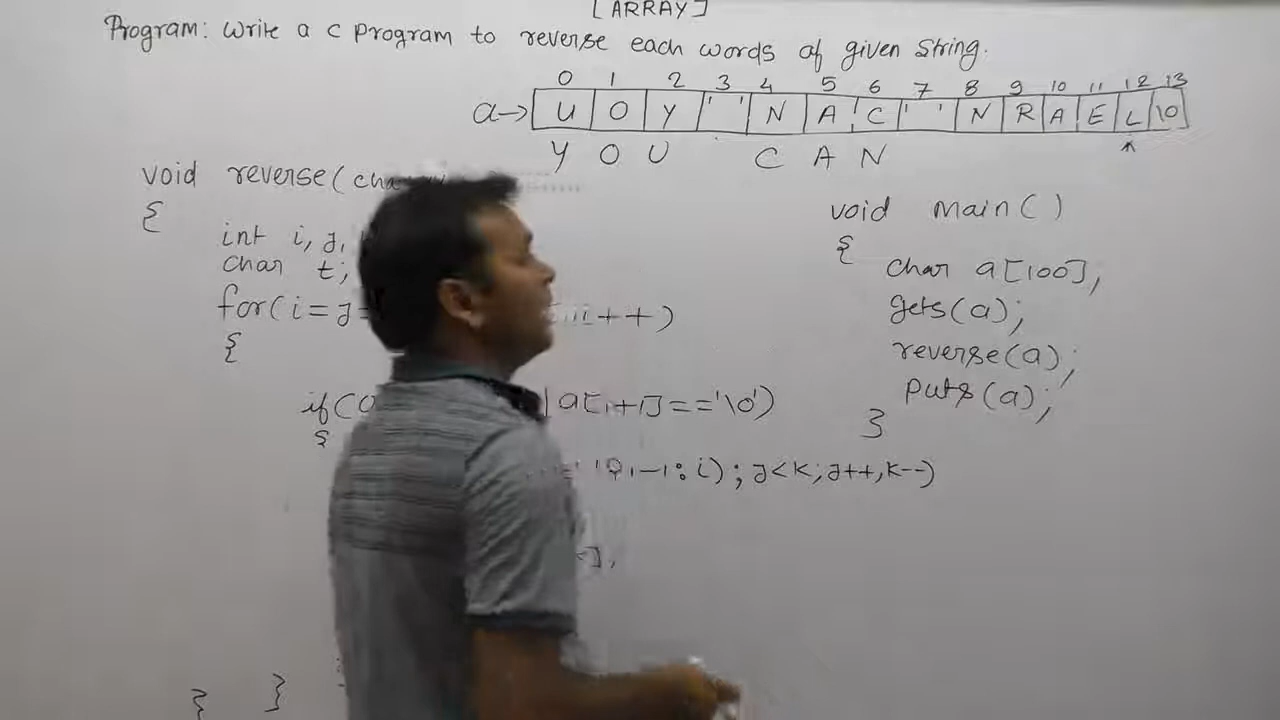 [ARRAY]
Program: Write a C program to reverse each words of given string.
0 1 2 3 4 5 6 7 8 9 10 11 12 13
a→ U O Y ' ' N A C ' ' N R A E L \0
Y O U C A N
void reverse(
{
int i, j,
char t;
for(i=j= i++)
{
if( a[i+1]=='\0')
{
' '?i-1:i); j<k; j++,k--)
],
}
}
void main()
{
char a[100];
gets(a);
reverse(a);
puts(a);
}